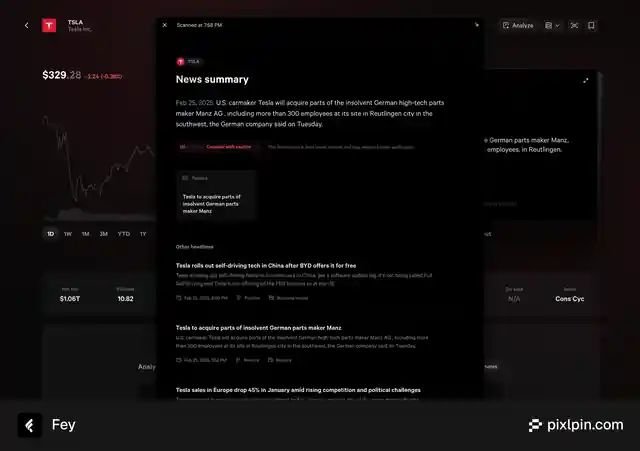 TSLA
Tesla Inc.
Scanned at 7:58 PM
Analyze
$329.28 -1.24 (-0.38%)
TSLA
News summary
Feb 25, 2025 U.S. carmaker Tesla will acquire parts of the insolvent German high-tech parts
maker Manz AG, including more than 300 employees at its site in Reutlingen city in the
southwest, the German company said on Tuesday.
e German parts maker Manz,
employees, in Reutlingen.
Consider with caution
Tesla to acquire parts of
insolvent German parts
maker Manz
1D 1W 1M 3M YTD 1Y
Other headlines
Tesla rolls out self-driving tech in China after BYD offers it for free
$1.06T
10.82
N/A
Cons Cyc
Feb 25, 2025, 8:00 PM
Tesla to acquire parts of insolvent German parts maker Manz
U.S. carmaker Tesla will acquire parts of the insolvent German high-tech parts maker Manz AG, including more
than 300 employees at its site in Reutlingen city in the southwest, the German company said on Tuesday.
Analy
Tesla sales in Europe drop 45% in January amid rising competition and political challenges
Fey
pixlpin.com